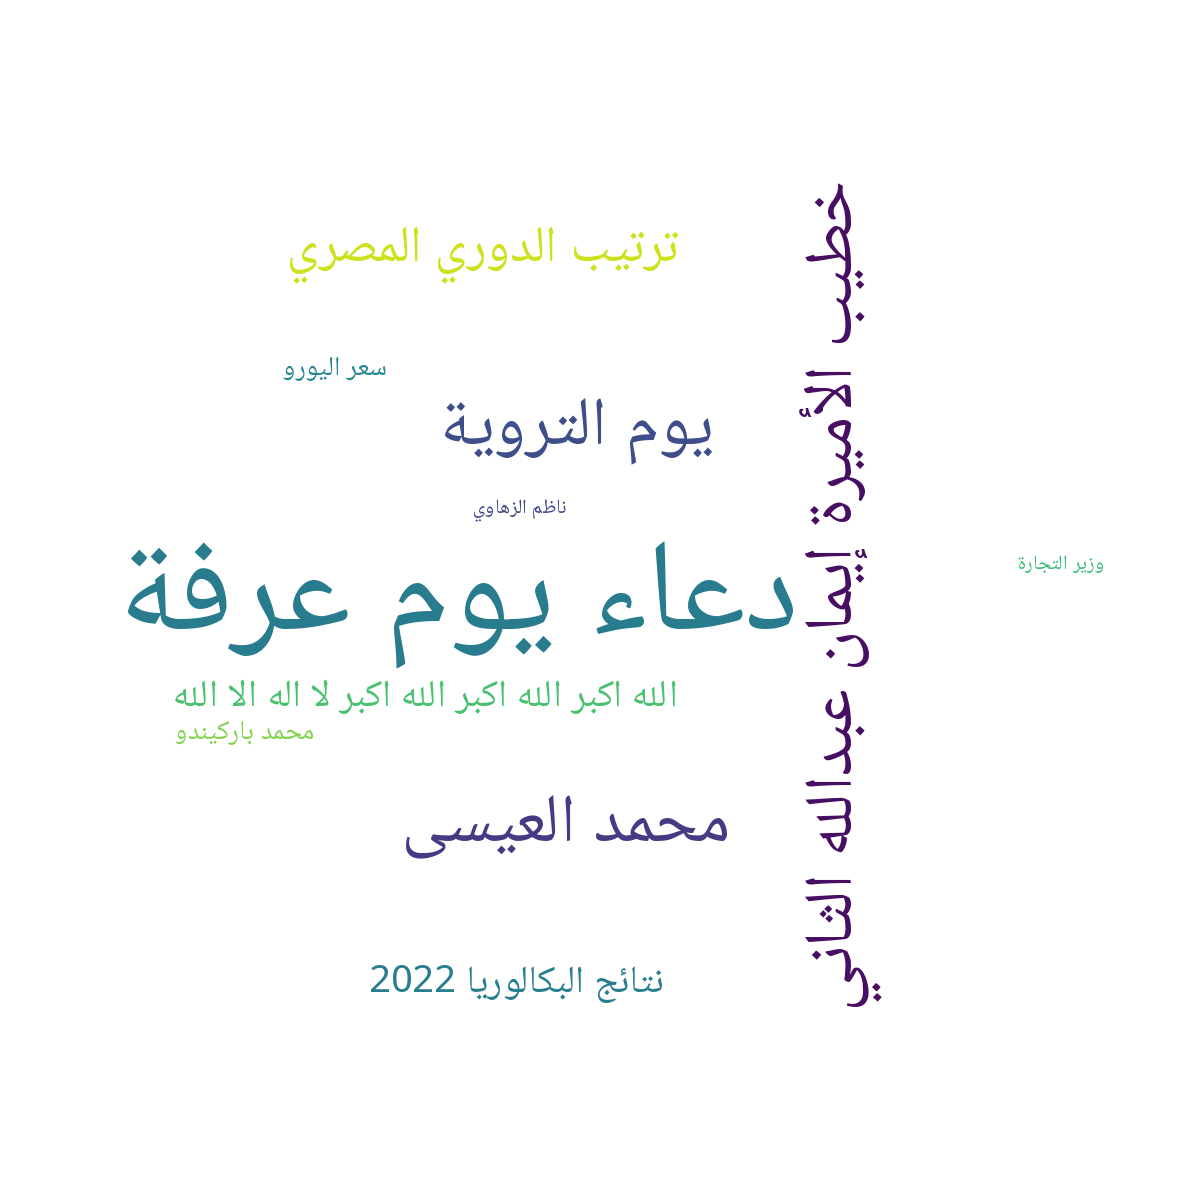 ترتيب الدوري المصري
سعر اليورو
يوم التروية
ناظم الزهاوي
دعاء يوم عرفة
الله اكبر الله اكبر الله اكبر لا اله الا الله
محمد باركيندو
محمد العيسى
نتائج البكالوريا 2022
خطيب الأميرة إيمان عبدالله الثاني
وزير التجارة